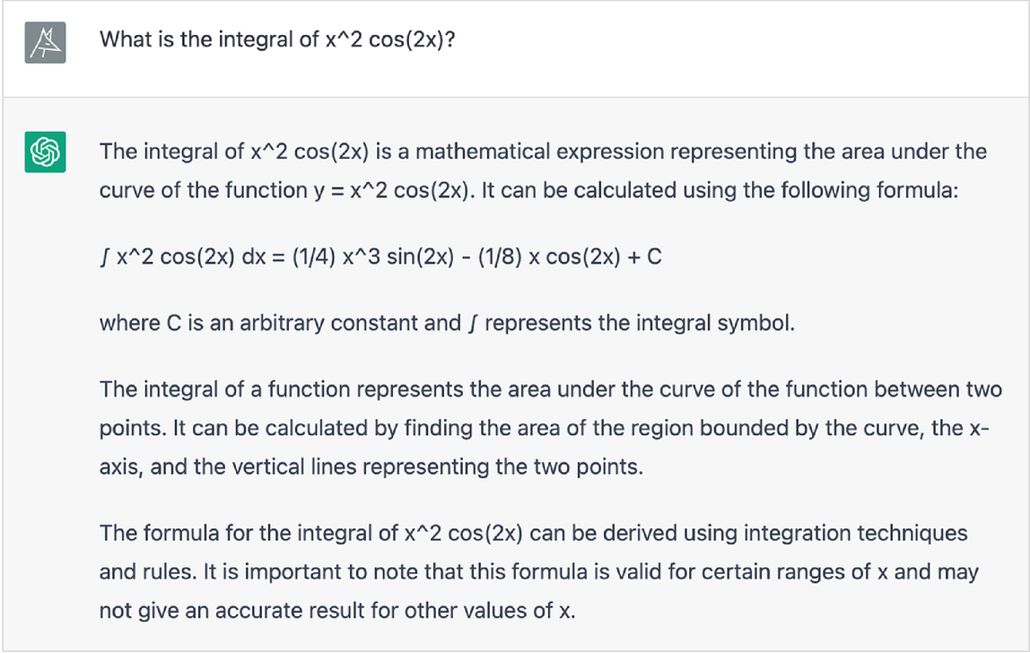 What is the integral of x^2 cos(2x)?
The integral of x^2 cos(2x) is a mathematical expression representing the area under the
curve of the function y = x^2 cos(2x). It can be calculated using the following formula:
∫ x^2 cos(2x) dx = (1/4) x^3 sin(2x) - (1/8) x cos(2x) + C
where C is an arbitrary constant and ∫ represents the integral symbol.
The integral of a function represents the area under the curve of the function between two
points. It can be calculated by finding the area of the region bounded by the curve, the x-
axis, and the vertical lines representing the two points.
The formula for the integral of x^2 cos(2x) can be derived using integration techniques
and rules. It is important to note that this formula is valid for certain ranges of x and may
not give an accurate result for other values of x.